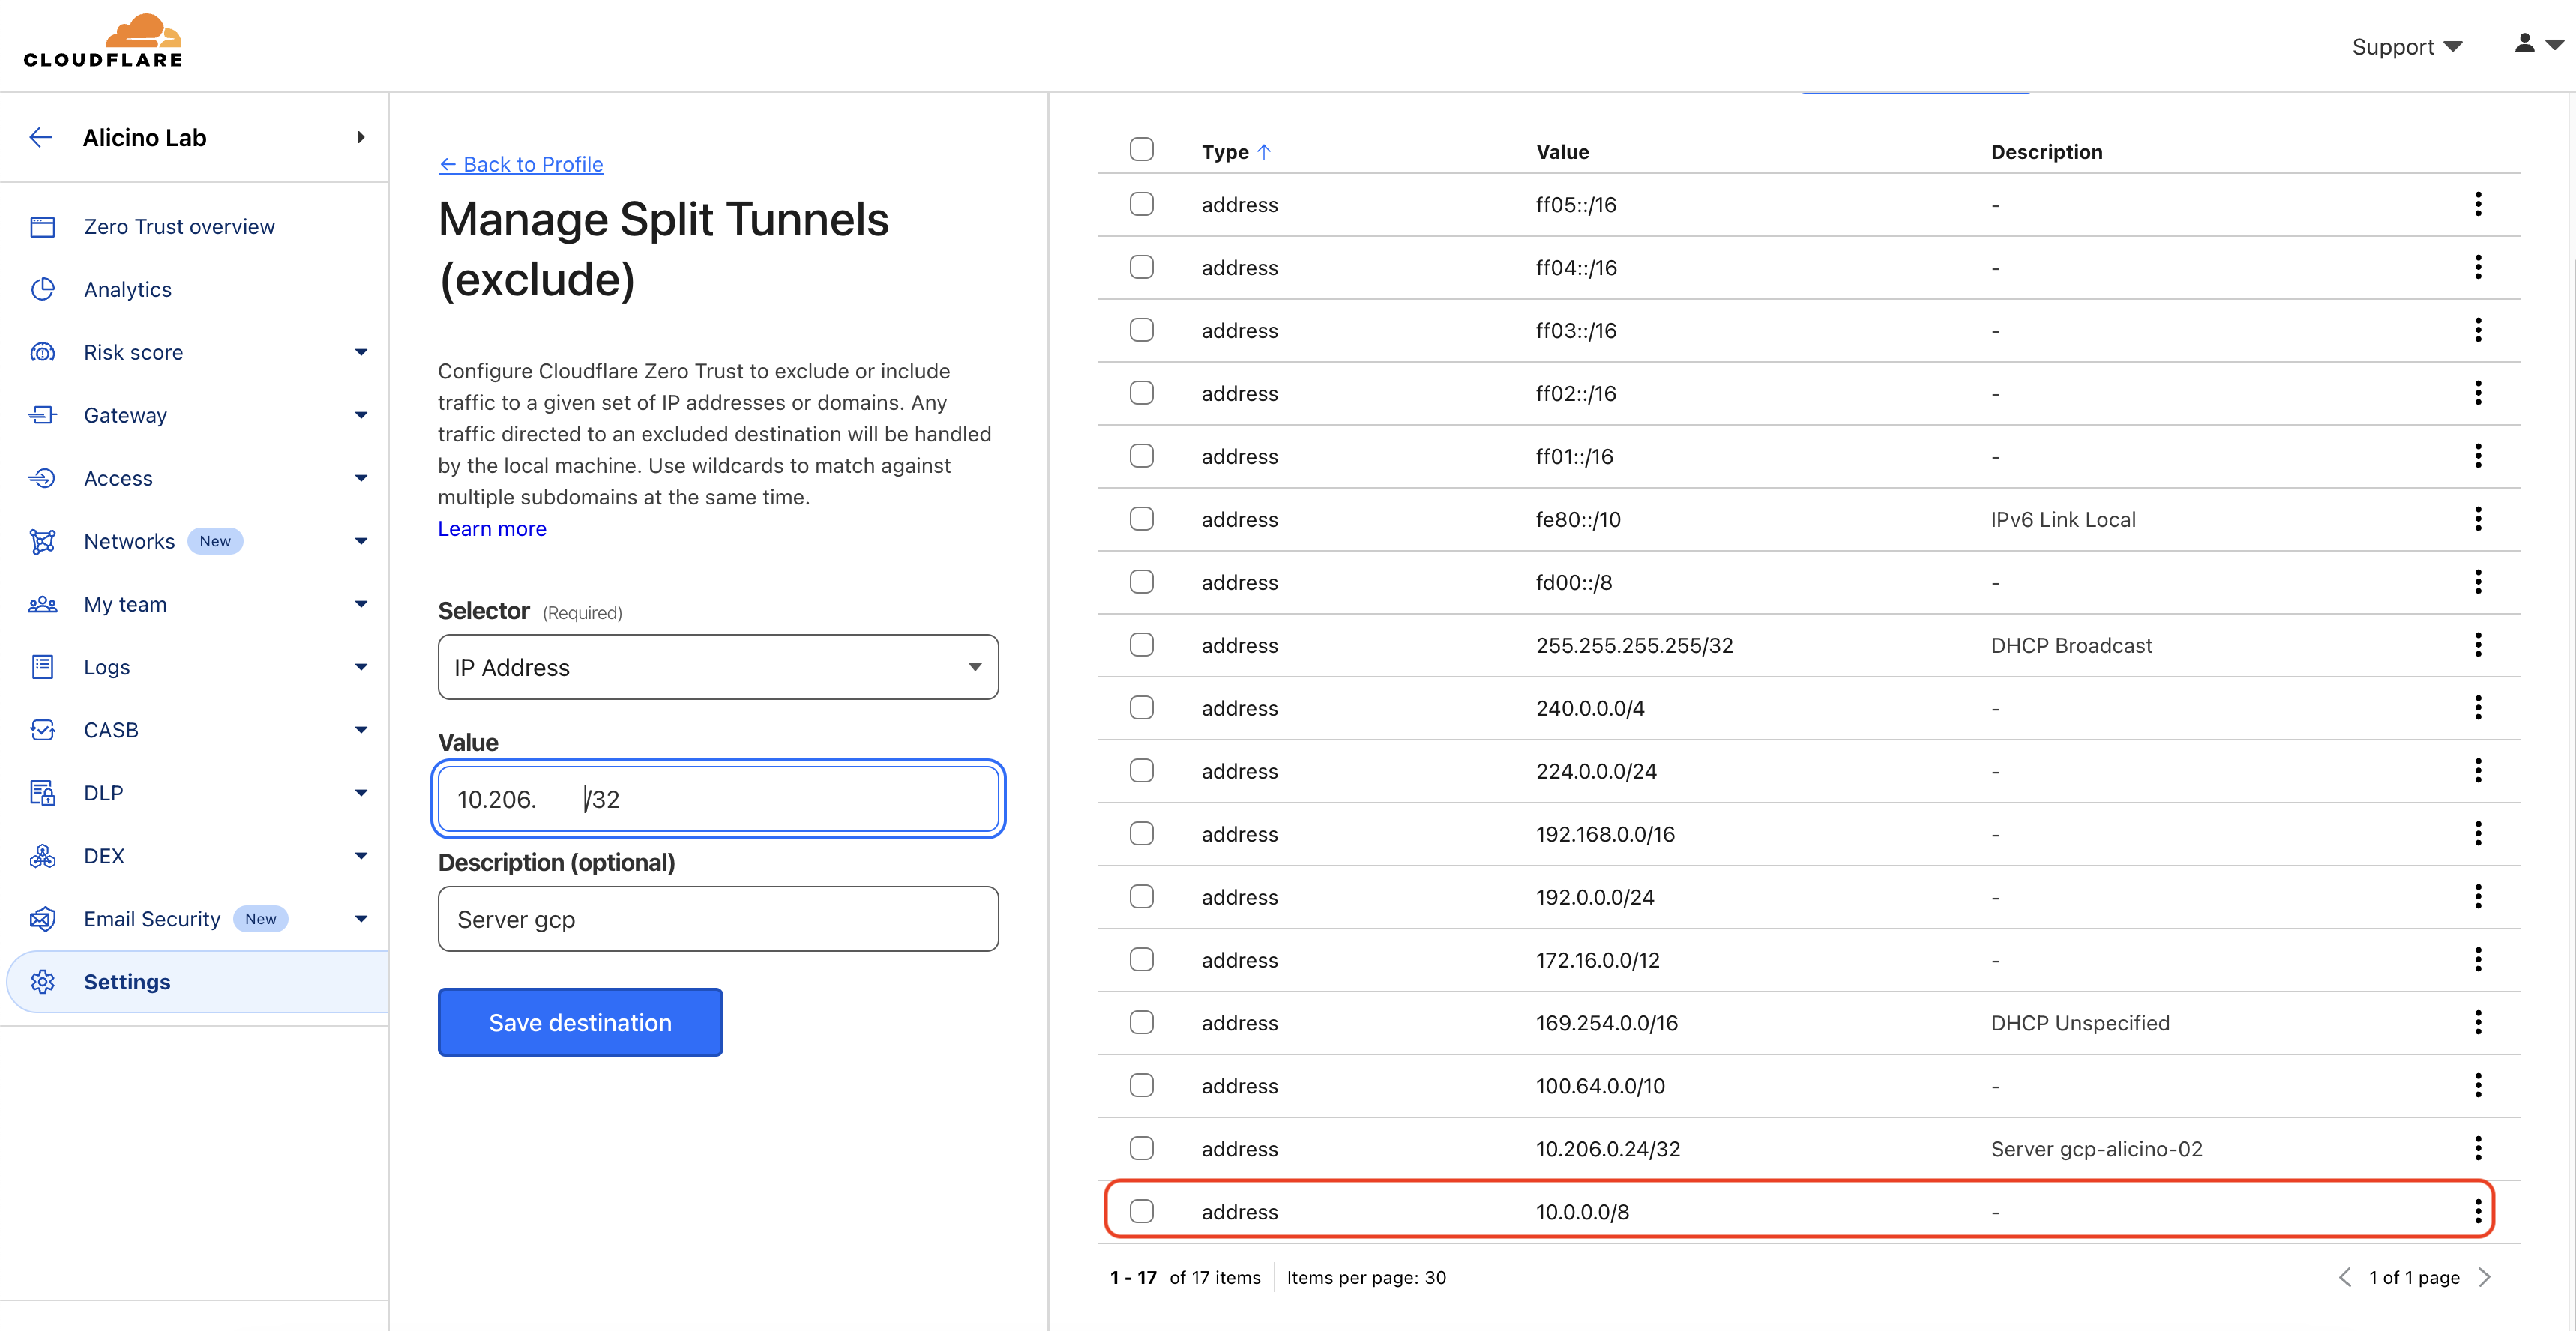 CLOUDFLARE
Support
Alicino Lab
Zero Trust overview
Analytics
Risk score
Gateway
Access
Networks New
My team
Logs
CASB
DLP
DEX
Email Security New
Settings
← Back to Profile
Manage Split Tunnels
(exclude)
Configure Cloudflare Zero Trust to exclude or include
traffic to a given set of IP addresses or domains. Any
traffic directed to an excluded destination will be handled
by the local machine. Use wildcards to match against
multiple subdomains at the same time.
Learn more
Selector (Required)
IP Address
Value
10.206. /32
Description (optional)
Server gcp
Save destination
Type ↑ Value Description
address ff05::/16 -
address ff04::/16 -
address ff03::/16 -
address ff02::/16 -
address ff01::/16 -
address fe80::/10 IPv6 Link Local
address fd00::/8 -
address 255.255.255.255/32 DHCP Broadcast
address 240.0.0.0/4 -
address 224.0.0.0/24 -
address 192.168.0.0/16 -
address 192.0.0.0/24 -
address 172.16.0.0/12 -
address 169.254.0.0/16 DHCP Unspecified
address 100.64.0.0/10 -
address 10.206.0.24/32 Server gcp-alicino-02
address 10.0.0.0/8 -
1 - 17 of 17 items Items per page: 30
1 of 1 page